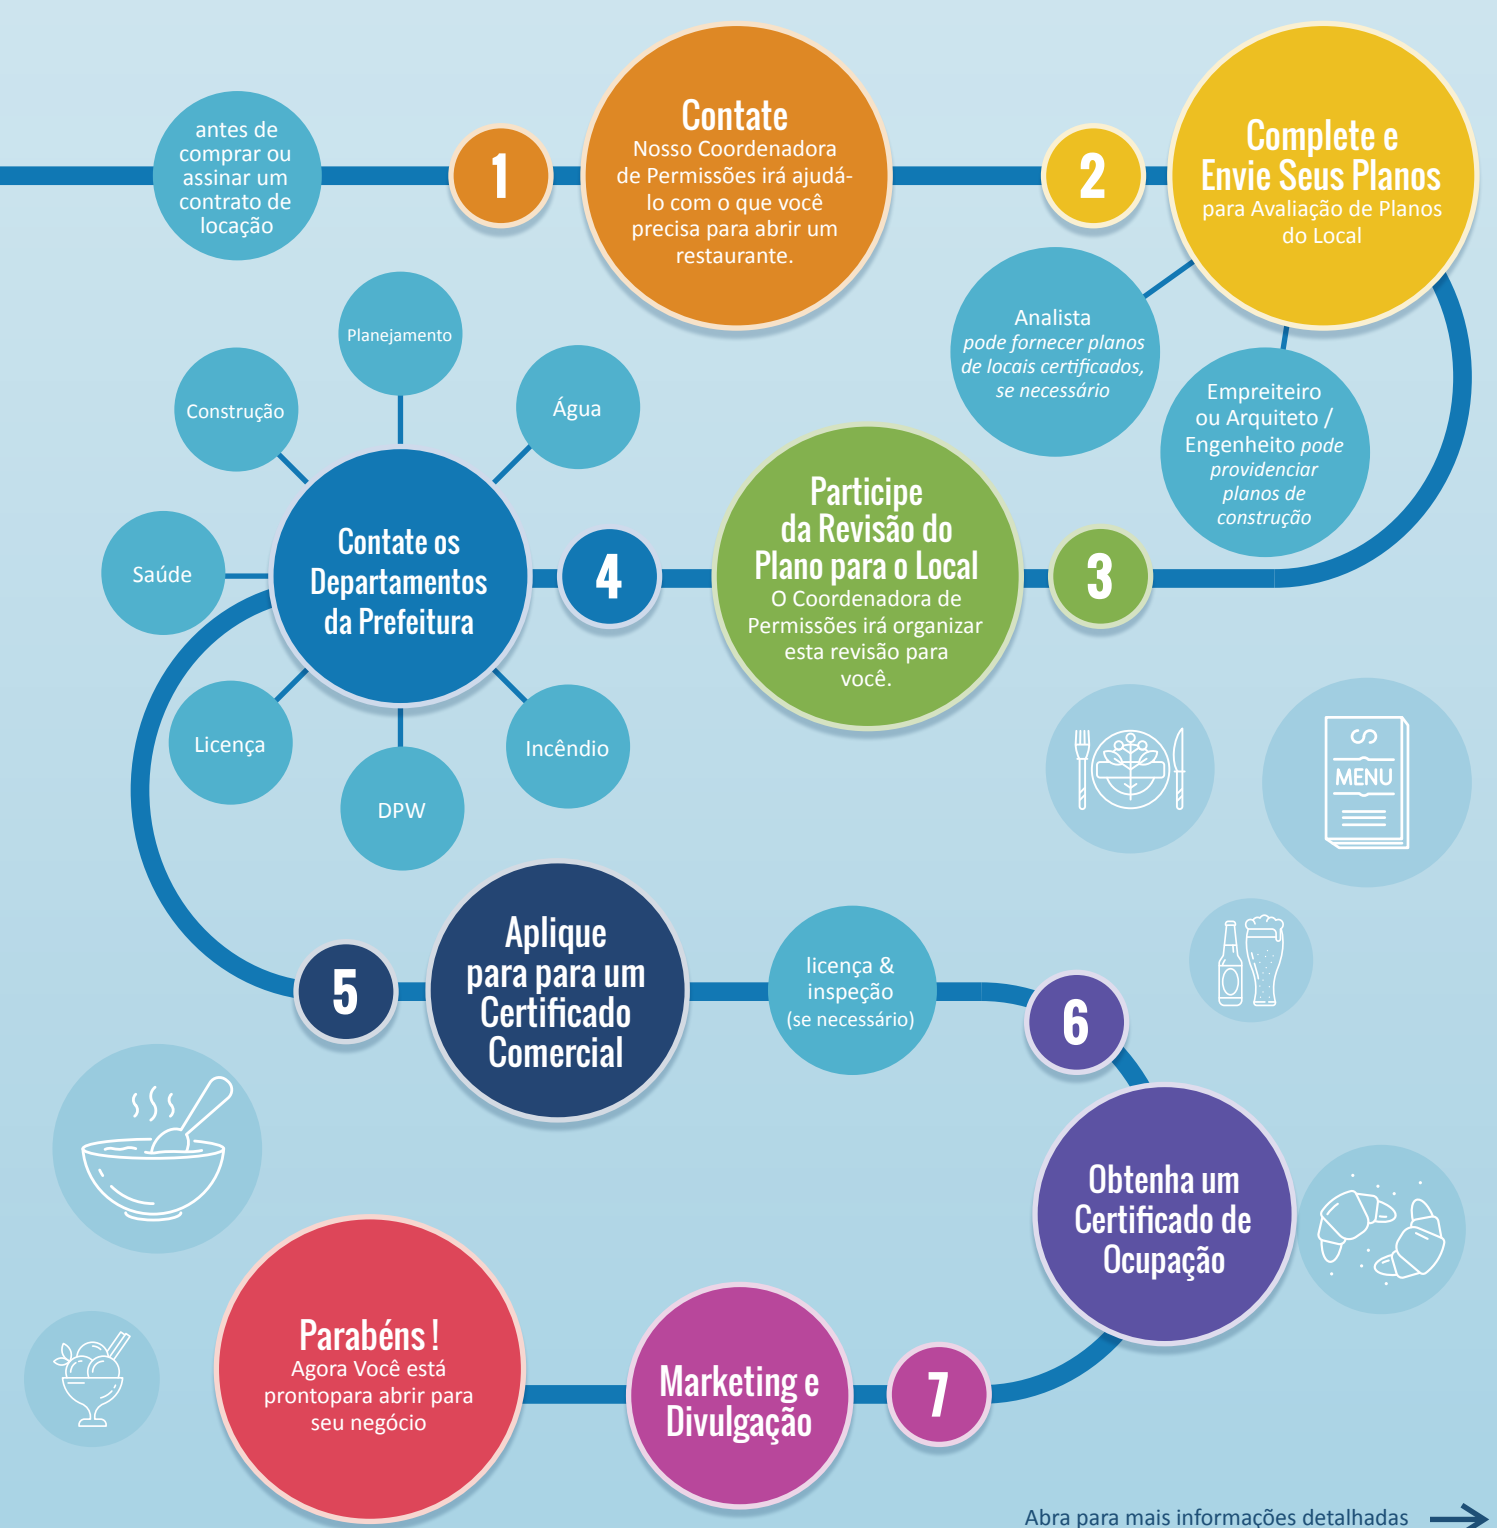 antes de
comprar ou
assinar um
contrato de
locação
1
Contate
Nosso Coordenadora
de Permissões irá ajudá-
lo com o que você
precisa para abrir um
restaurante.
2
Complete e
Envie Seus Planos
para Avaliação de Planos
do Local
Analista
pode fornecer planos
de locais certificados,
se necessário
Empreiteiro
ou Arquiteto /
Engenheito pode
providenciar
planos de
construção
3
Participe
da Revisão do
Plano para o Local
O Coordenadora de
Permissões irá organizar
esta revisão para
você.
4
Contate os
Departamentos
da Prefeitura
Planejamento
Água
Construção
Saúde
Licença
DPW
Incêndio
MENU
5
Aplique
para para um
Certificado
Comercial
licença &
inspeção
(se necessário)
6
Obtenha um
Certificado de
Ocupação
7
Marketing e
Divulgação
Parabéns !
Agora Você está
prontopara abrir para
seu negócio
Abra para mais informações detalhadas